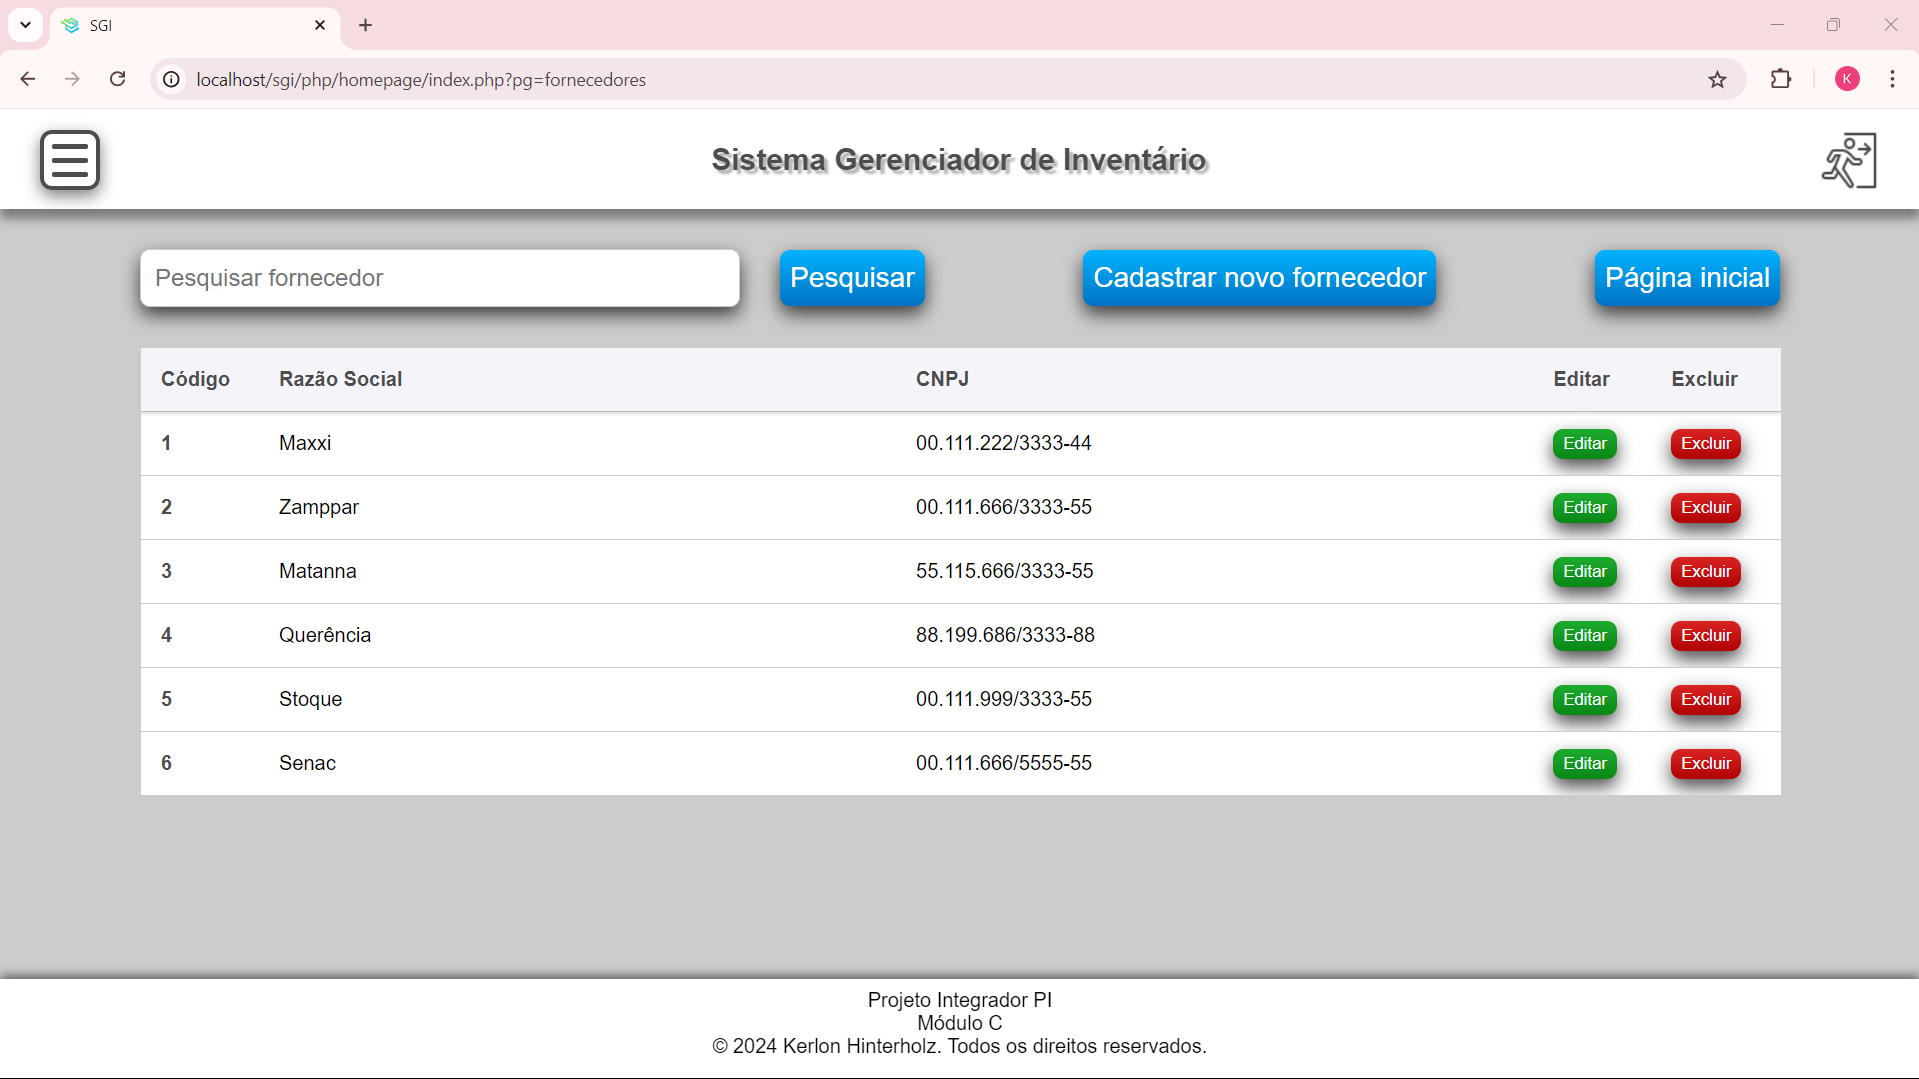 SGI
localhost/sgi/php/homepage/index.php?pg=fornecedores
K
Sistema Gerenciador de Inventário
Pesquisar fornecedor Pesquisar Cadastrar novo fornecedor Página inicial
Código Razão Social CNPJ Editar Excluir
1 Maxxi 00.111.222/3333-44 Editar Excluir
2 Zamppar 00.111.666/3333-55 Editar Excluir
3 Matanna 55.115.666/3333-55 Editar Excluir
4 Querência 88.199.686/3333-88 Editar Excluir
5 Stoque 00.111.999/3333-55 Editar Excluir
6 Senac 00.111.666/5555-55 Editar Excluir
Projeto Integrador PI
Módulo C
© 2024 Kerlon Hinterholz. Todos os direitos reservados.